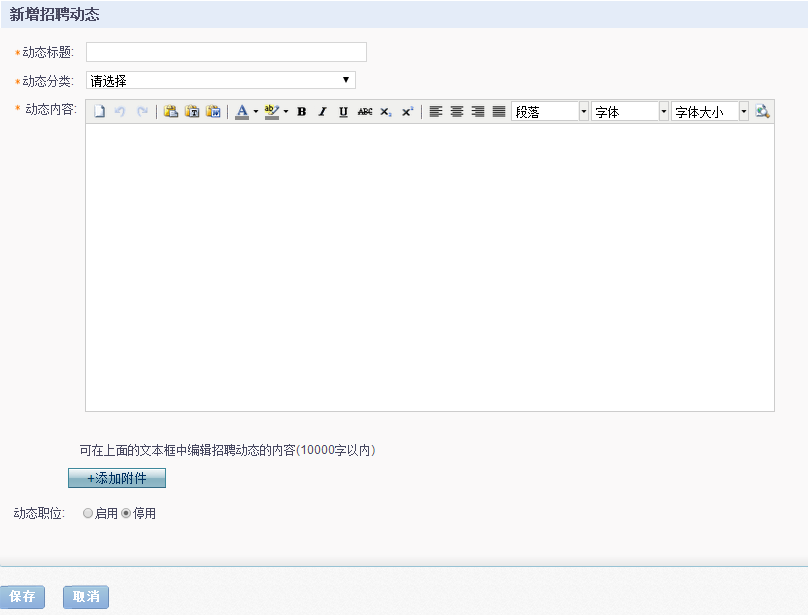 新增招聘动态
*动态标题:
*动态分类: 请选择
* 动态内容: A ab B I U ABC X₂ X² 段落 字体 字体大小
可在上面的文本框中编辑招聘动态的内容(10000字以内)
+添加附件
动态职位: 启用 停用
保存 取消